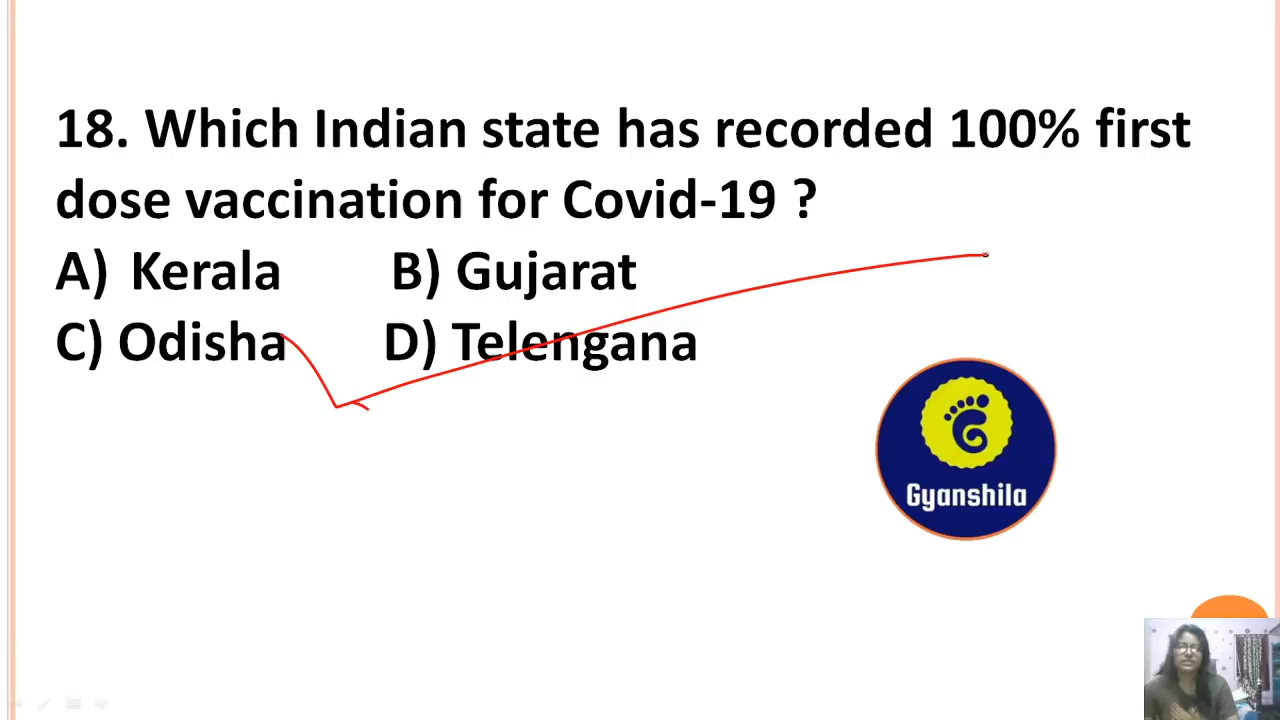 18. Which Indian state has recorded 100% first
dose vaccination for Covid-19 ?
A) Kerala B) Gujarat
C) Odisha D) Telengana
Gyanshila